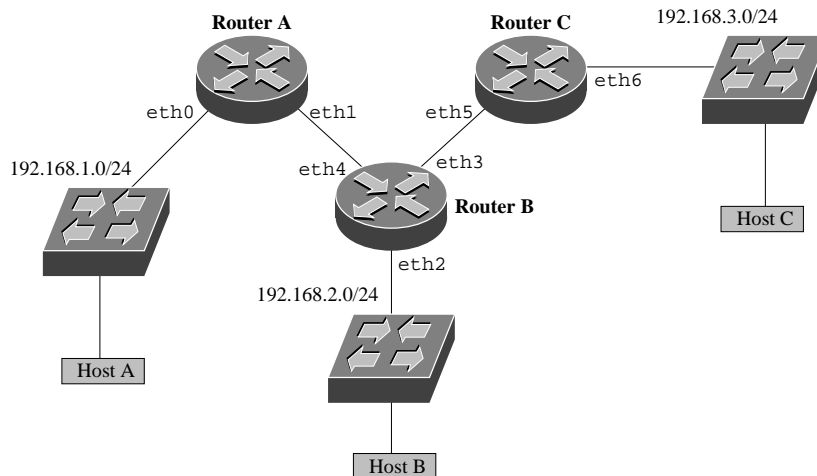 192.168.3.0/24
Router A
Router C
eth6
eth0
eth1
eth5
eth4
eth3
192.168.1.0/24
Router B
Host C
eth2
192.168.2.0/24
Host A
Host B